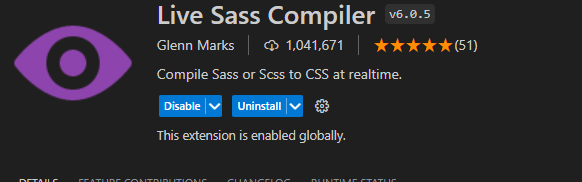 Live Sass Compiler v6.0.5
Glenn Marks 1,041,671 (51)
Compile Sass or Scss to CSS at realtime.
Disable Uninstall
This extension is enabled globally.
DETAILS FEATURE CONTRIBUTIONS CHANGELOG RUNTIME STATUS